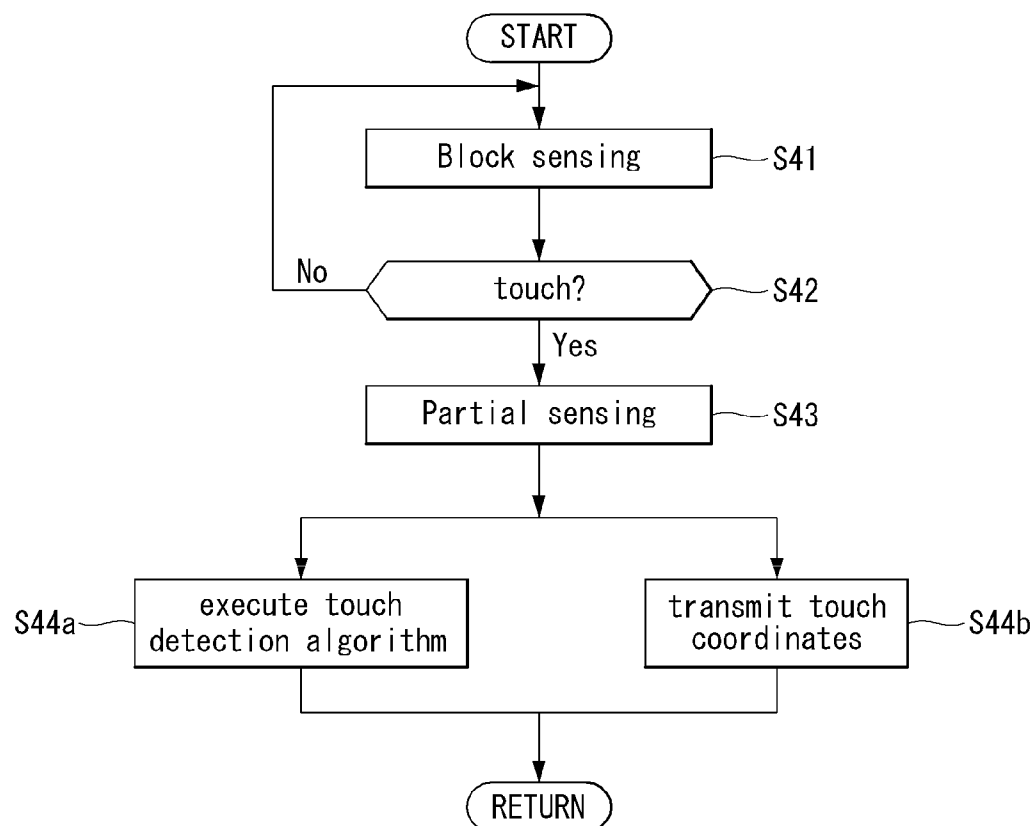 START
Block sensing
S41
No
touch?
S42
Yes
Partial sensing
S43
S44a
execute touch
detection algorithm
transmit touch
coordinates
S44b
RETURN